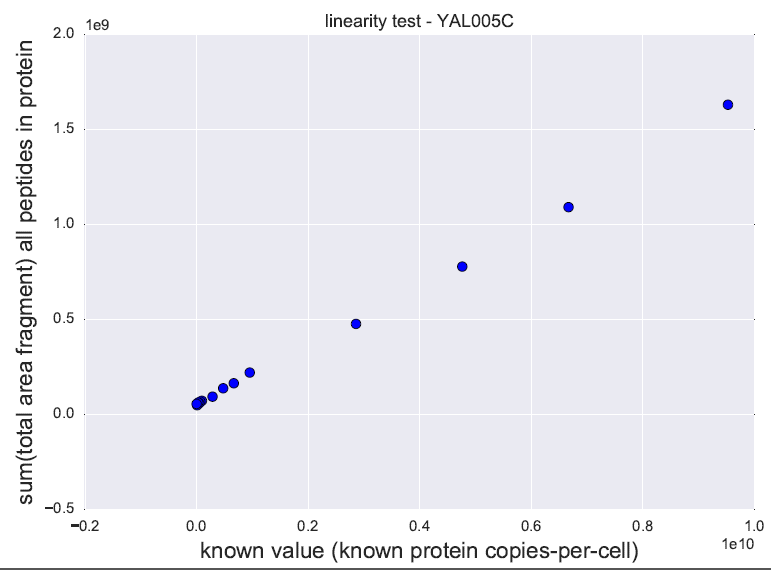 linearity test - YAL005C
1e9
2.0
1.5
1.0
0.5
0.0
−0.5
sum(total area fragment) all peptides in protein
−0.2 0.0 0.2 0.4 0.6 0.8 1.0
1e10
known value (known protein copies-per-cell)